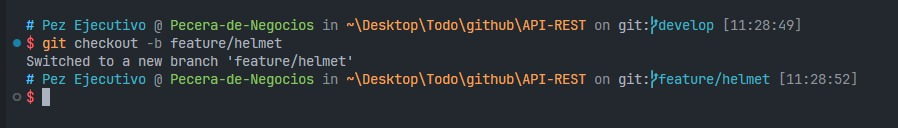 # Pez Ejecutivo @ Pecera-de-Negocios in ~\Desktop\Todo\github\API-REST on git:develop [11:28:49]
$ git checkout -b feature/helmet
Switched to a new branch 'feature/helmet'
# Pez Ejecutivo @ Pecera-de-Negocios in ~\Desktop\Todo\github\API-REST on git:feature/helmet [11:28:52]
$